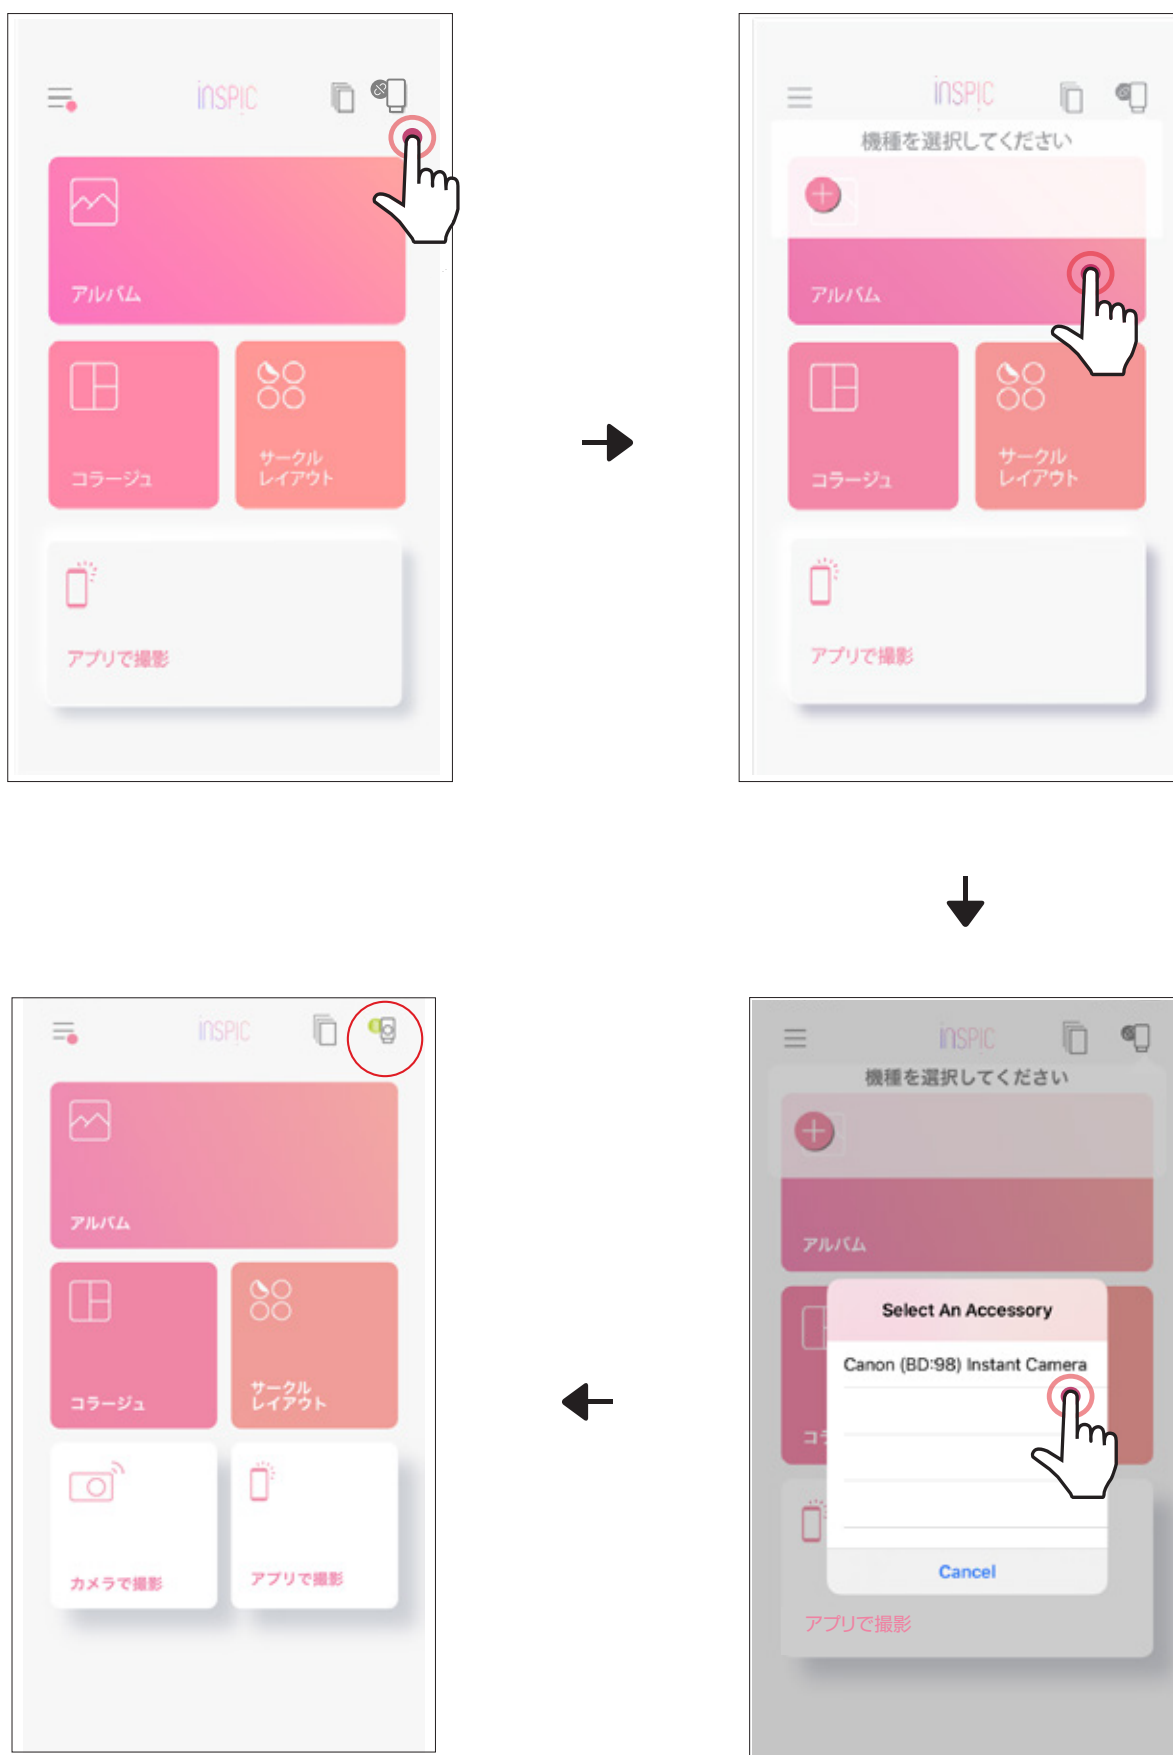 iNSPiC
アルバム
コラージュ
サークル
レイアウト
アプリで撮影
iNSPiC
機種を選択してください
アルバム
コラージュ
サークル
レイアウト
アプリで撮影
iNSPiC
機種を選択してください
アルバム
Select An Accessory
Canon (BD:98) Instant Camera
コラ
Cancel
アプリで撮影
iNSPiC
アルバム
コラージュ
サークル
レイアウト
カメラで撮影
アプリで撮影